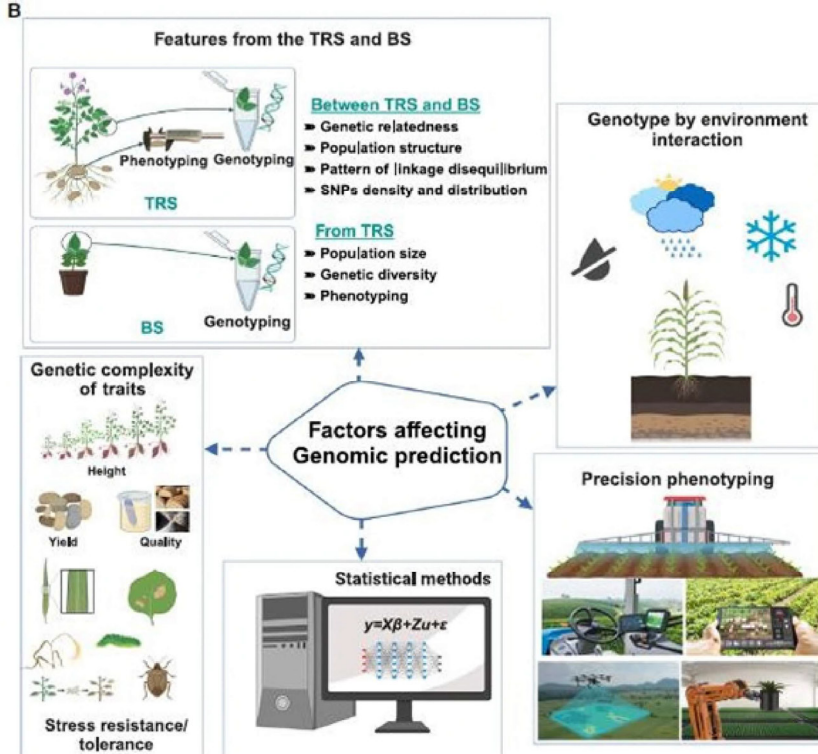 B
Features from the TRS and BS
Phenotyping
Genotyping
TRS
Between TRS and BS
➽ Genetic relatedness
➽ Population structure
➽ Pattern of linkage disequilibrium
➽ SNPs density and distribution
Genotyping
BS
From TRS
➽ Population size
➽ Genetic diversity
➽ Phenotyping
Genotype by environment
interaction
Genetic complexity
of traits
Height
Yield
Quality
Stress resistance/
tolerance
Factors affecting
Genomic prediction
Precision phenotyping
Statistical methods
y=Xβ+Zu+ε